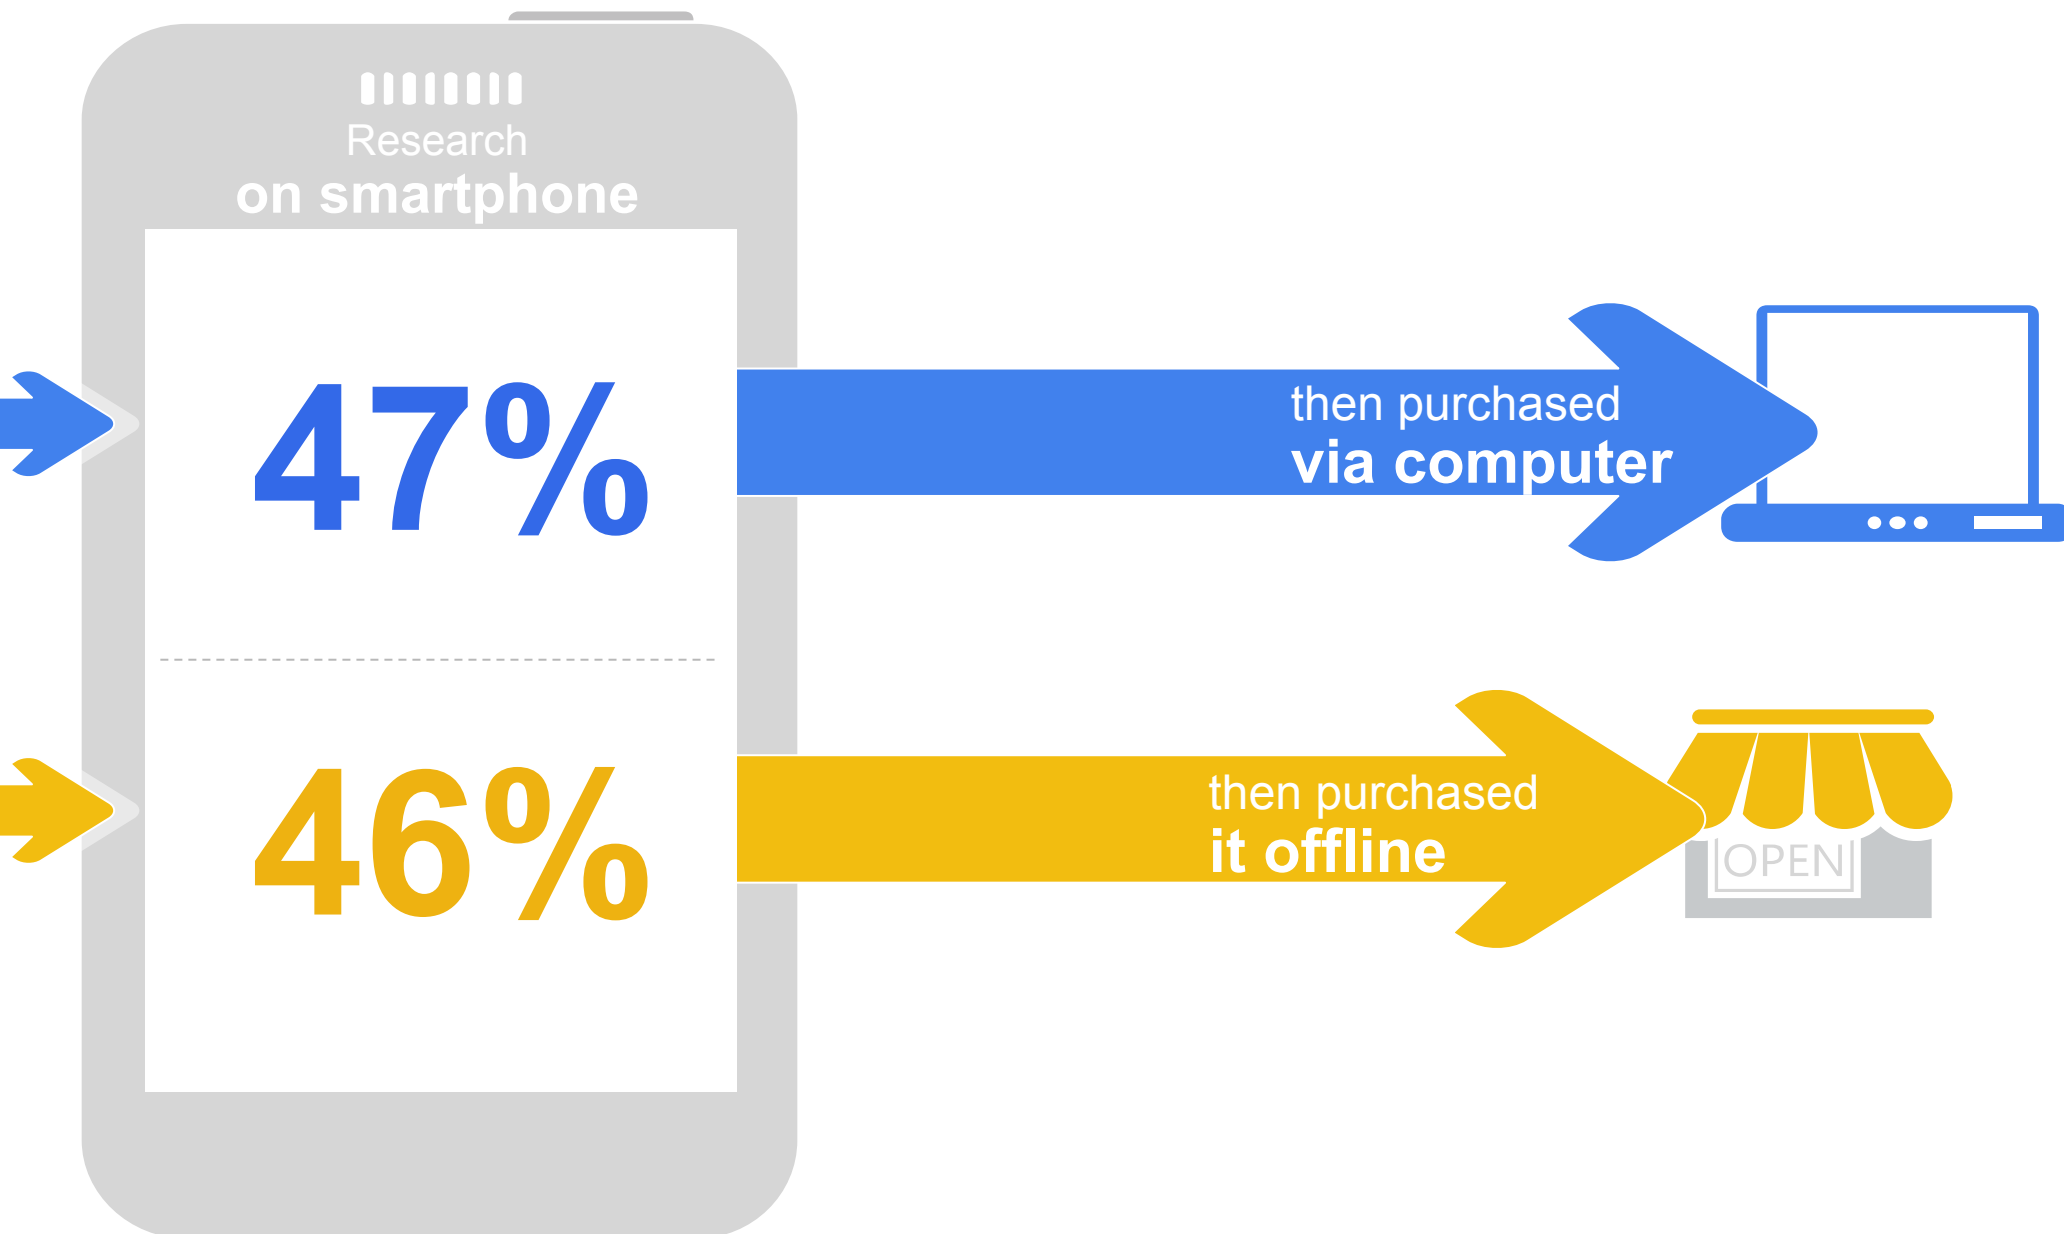 Research
on smartphone
47%
then purchased
via computer
46%
then purchased
it offline
OPEN